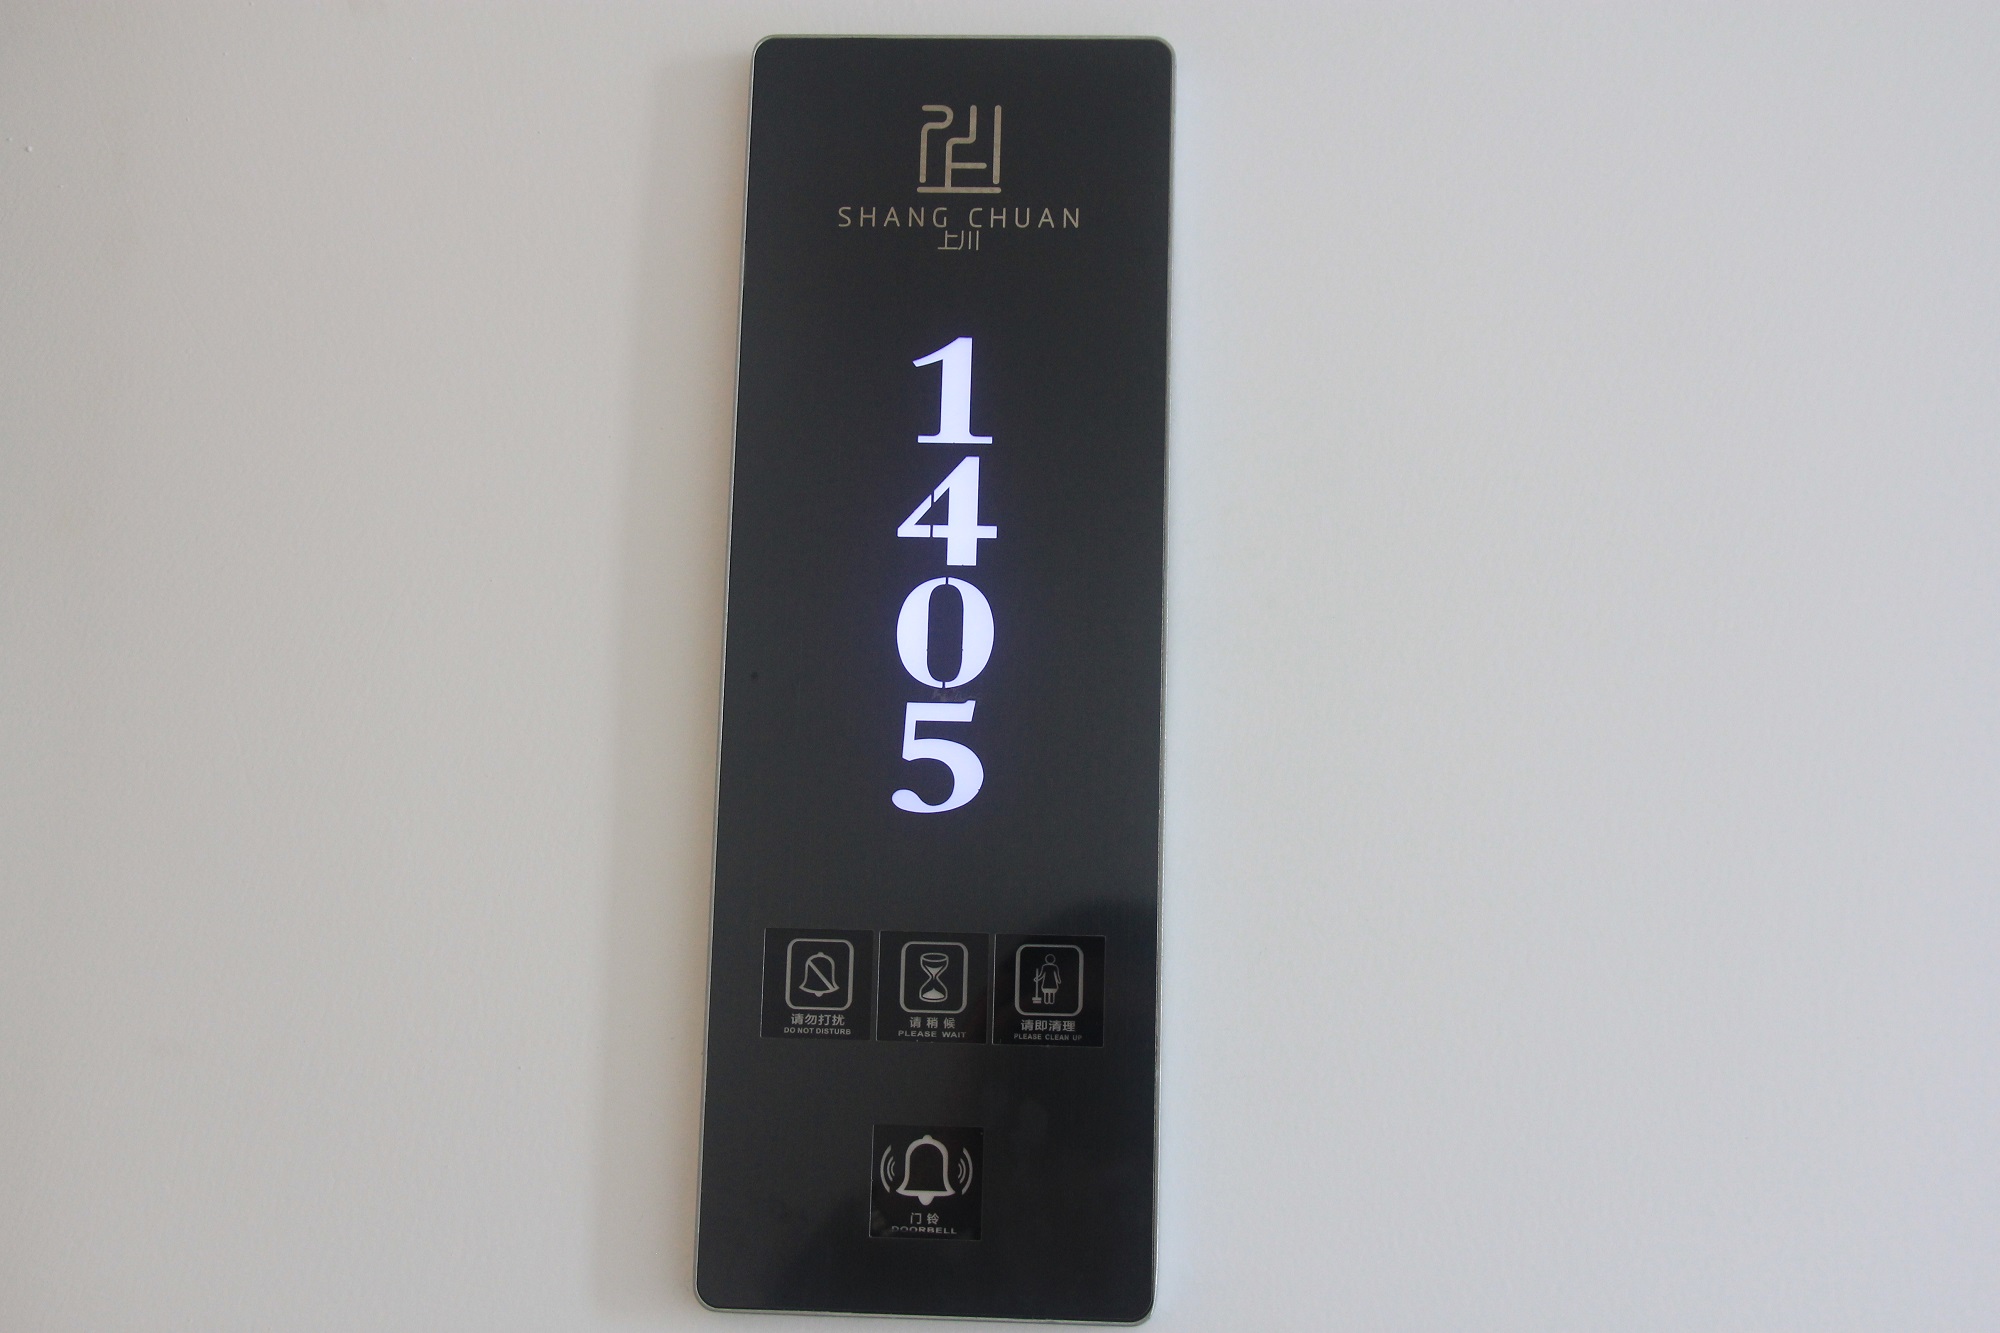 SHANG CHUAN
上川
1
4
0
5
请勿打扰
DO NOT DISTURB
请稍候
PLEASE WAIT
请即清理
PLEASE CLEAN UP
门铃
DOORBELL